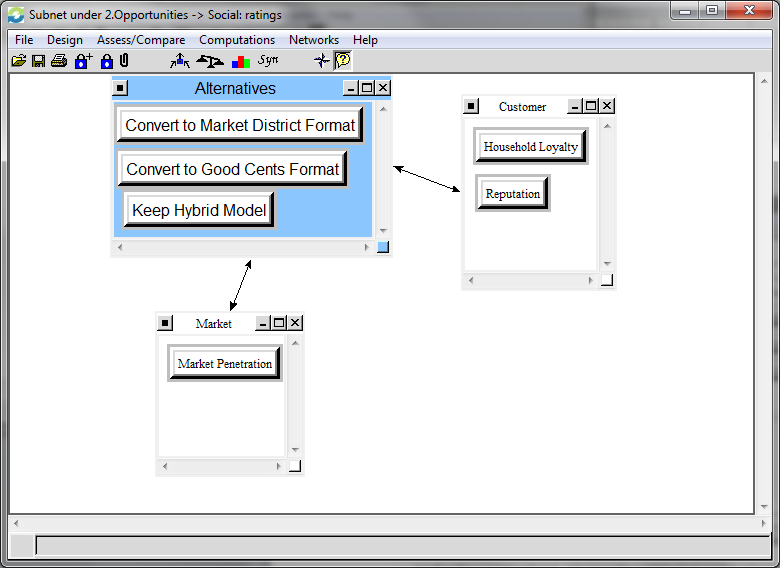 Subnet under 2.Opportunities -> Social: ratings
File Design Assess/Compare Computations Networks Help
Syn
Alternatives
Convert to Market District Format
Convert to Good Cents Format
Keep Hybrid Model
Customer
Household Loyalty
Reputation
Market
Market Penetration